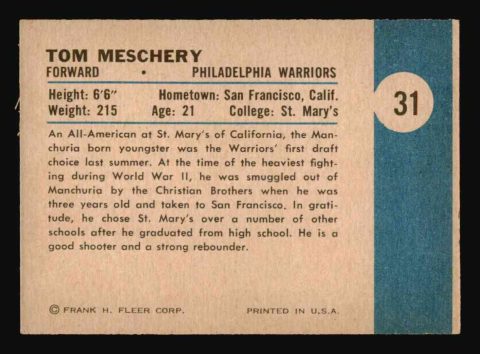 TOM MESCHERY
FORWARD • PHILADELPHIA WARRIORS
Height: 6'6" Hometown: San Francisco, Calif.
Weight: 215 Age: 21 College: St. Mary's
31
An All-American at St. Mary's of California, the Man-
churia born youngster was the Warriors' first draft
choice last summer. At the time of the heaviest fight-
ing during World War II, he was smuggled out of
Manchuria by the Christian Brothers when he was
three years old and taken to San Francisco. In grati-
tude, he chose St. Mary's over a number of other
schools after he graduated from high school. He is a
good shooter and a strong rebounder.
© FRANK H. FLEER CORP. PRINTED IN U.S.A.